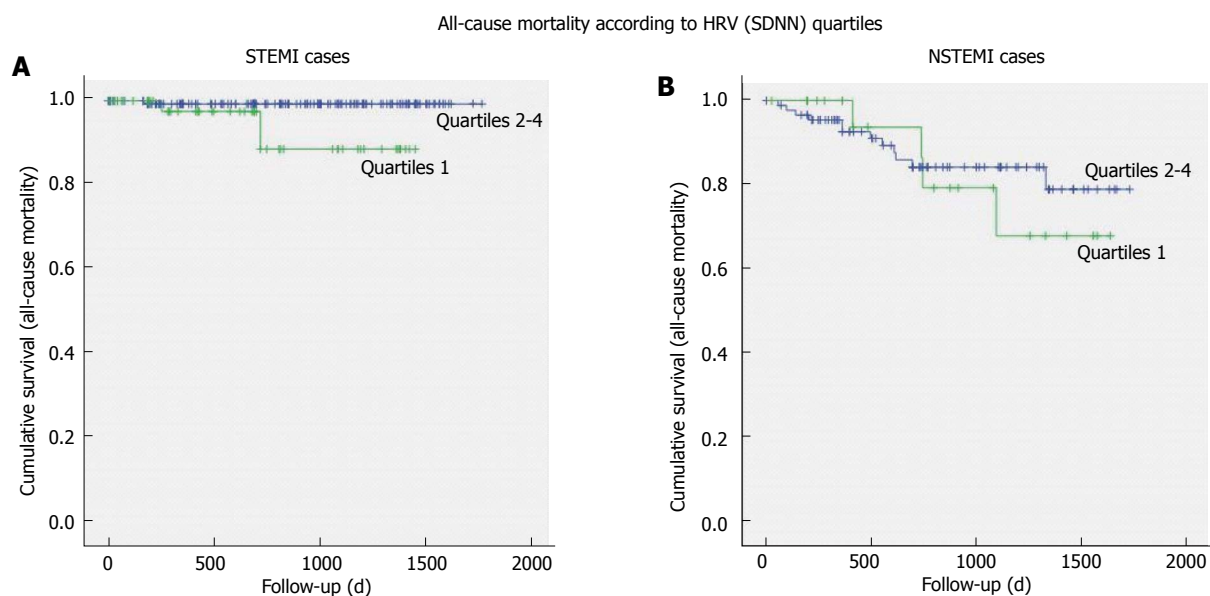 All-cause mortality according to HRV (SDNN) quartiles
A
STEMI cases
Cumulative survival (all-cause mortality)
1.0
0.8
0.6
0.4
0.2
0.0
Quartiles 2-4
Quartiles 1
0 500 1000 1500 2000
Follow-up (d)
B
NSTEMI cases
Cumulative survival (all-cause mortality)
1.0
0.8
0.6
0.4
0.2
0.0
Quartiles 2-4
Quartiles 1
0 500 1000 1500 2000
Follow-up (d)